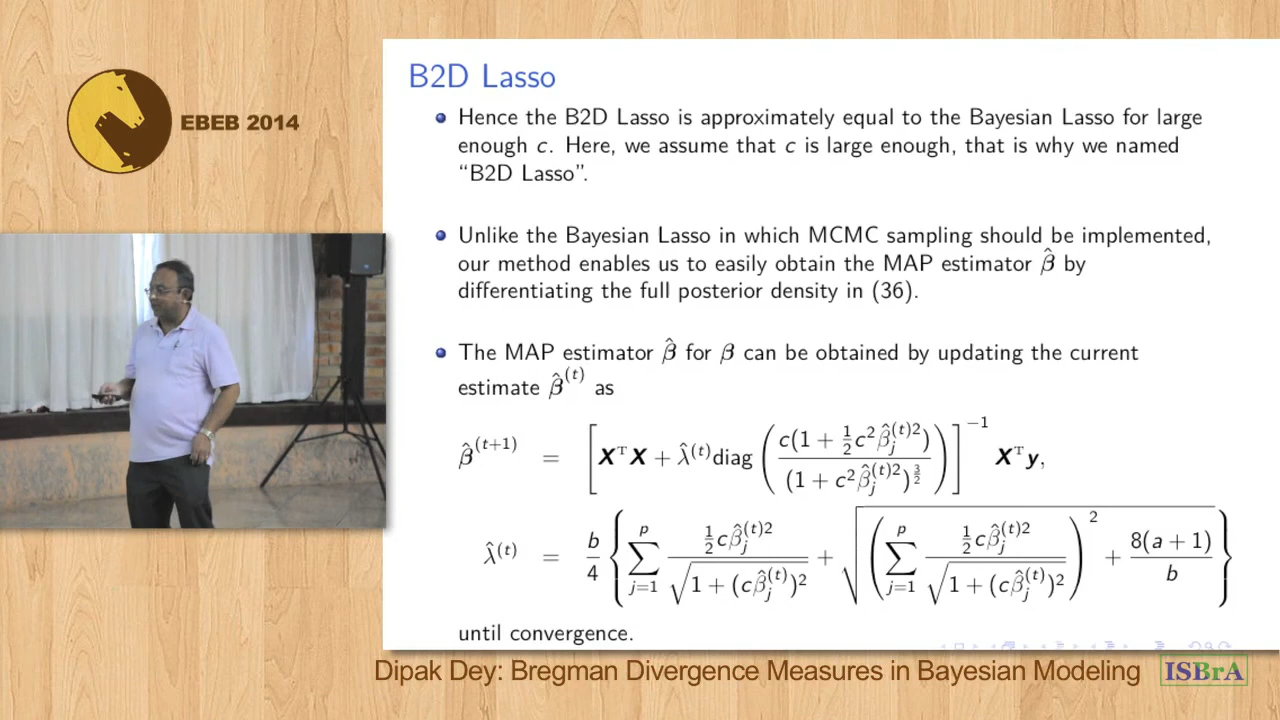 EBEB 2014
B2D Lasso
Hence the B2D Lasso is approximately equal to the Bayesian Lasso for large
enough c. Here, we assume that c is large enough, that is why we named
“B2D Lasso”.
Unlike the Bayesian Lasso in which MCMC sampling should be implemented,
our method enables us to easily obtain the MAP estimator β̂ by
differentiating the full posterior density in (36).
The MAP estimator β̂ for β can be obtained by updating the current
estimate β̂^(t) as
β̂^(t+1) = [X^T X + λ̂^(t) diag( c(1 + ½c²β̂_j^(t)2) / (1 + c²β̂_j^(t)2)^(3/2) )]^−1 X^T y,
λ̂^(t) = b/4 { ∑_{j=1}^{p} ½cβ̂_j^(t)2 / √(1 + (cβ̂_j^(t))²) + √( ( ∑_{j=1}^{p} ½cβ̂_j^(t)2 / √(1 + (cβ̂_j^(t))²) )² + 8(a + 1)/b ) }
until convergence.
Dipak Dey: Bregman Divergence Measures in Bayesian Modeling
ISBrA